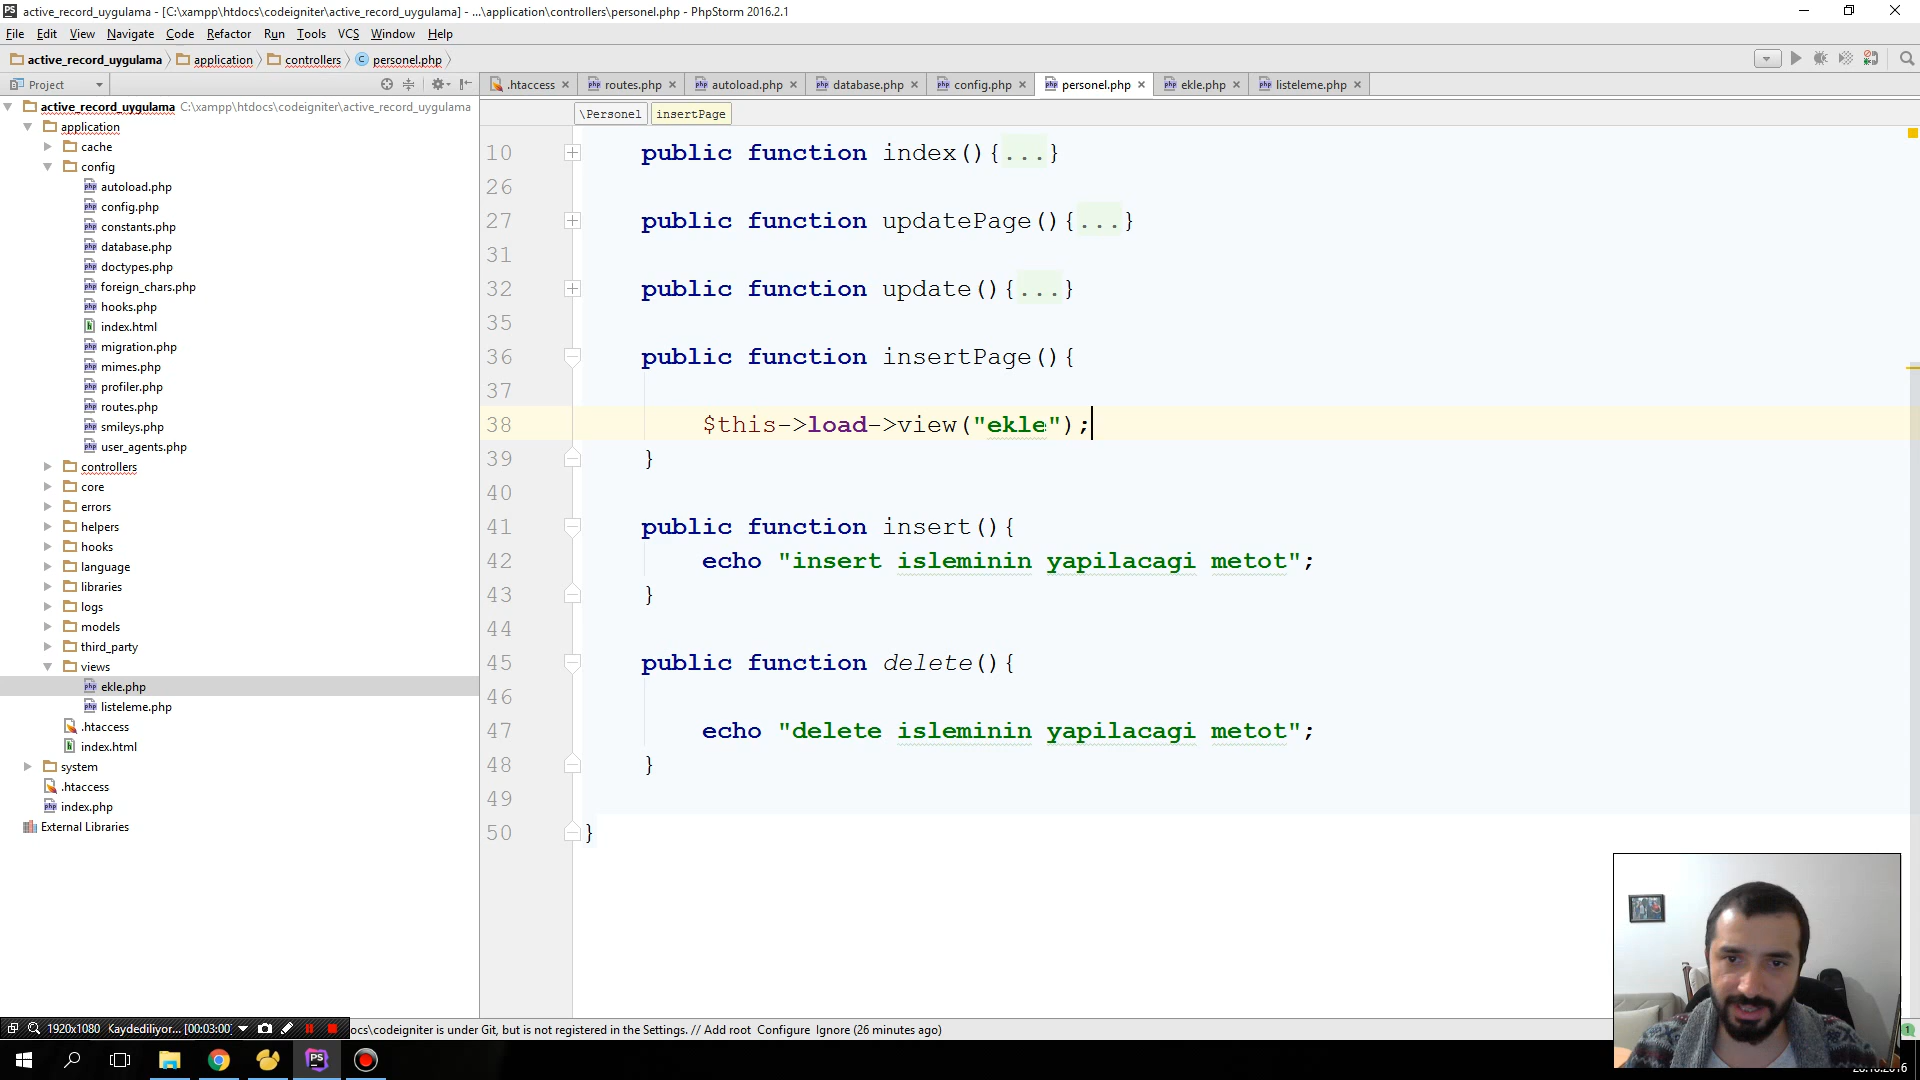 active_record_uygulama - [C:\xampp\htdocs\codeigniter\active_record_uygulama] - ...\application\controllers\personel.php - PhpStorm 2016.2.1
File Edit View Navigate Code Refactor Run Tools VCS Window Help
active_record_uygulama application controllers personel.php
Project .htaccess routes.php autoload.php database.php config.php personel.php ekle.php listeleme.php
\Personel insertPage
active_record_uygulama C:\xampp\htdocs\codeigniter\active_record_uygulama
application
cache
config
autoload.php
config.php
constants.php
database.php
doctypes.php
foreign_chars.php
hooks.php
index.html
migration.php
mimes.php
profiler.php
routes.php
smileys.php
user_agents.php
controllers
core
errors
helpers
hooks
language
libraries
logs
models
third_party
views
ekle.php
listeleme.php
.htaccess
index.html
system
.htaccess
index.php
External Libraries
10 public function index(){...}
26
27 public function updatePage(){...}
31
32 public function update(){...}
35
36 public function insertPage(){
37
38 $this->load->view("ekle");
39 }
40
41 public function insert(){
42 echo "insert isleminin yapilacagi metot";
43 }
44
45 public function delete(){
46
47 echo "delete isleminin yapilacagi metot";
48 }
49
50 }
1920x1080 Kaydediliyor... [00:03:00] ocs\codeigniter is under Git, but is not registered in the Settings. // Add root Configure Ignore (26 minutes ago)